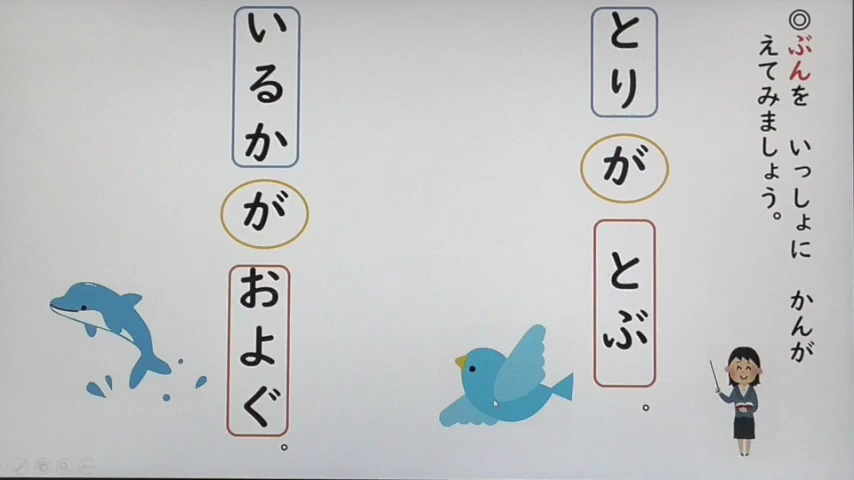 ◎ぶんを　いっしょに　かんが
えてみましょう。
とりがとぶ。
いるかがおよぐ。